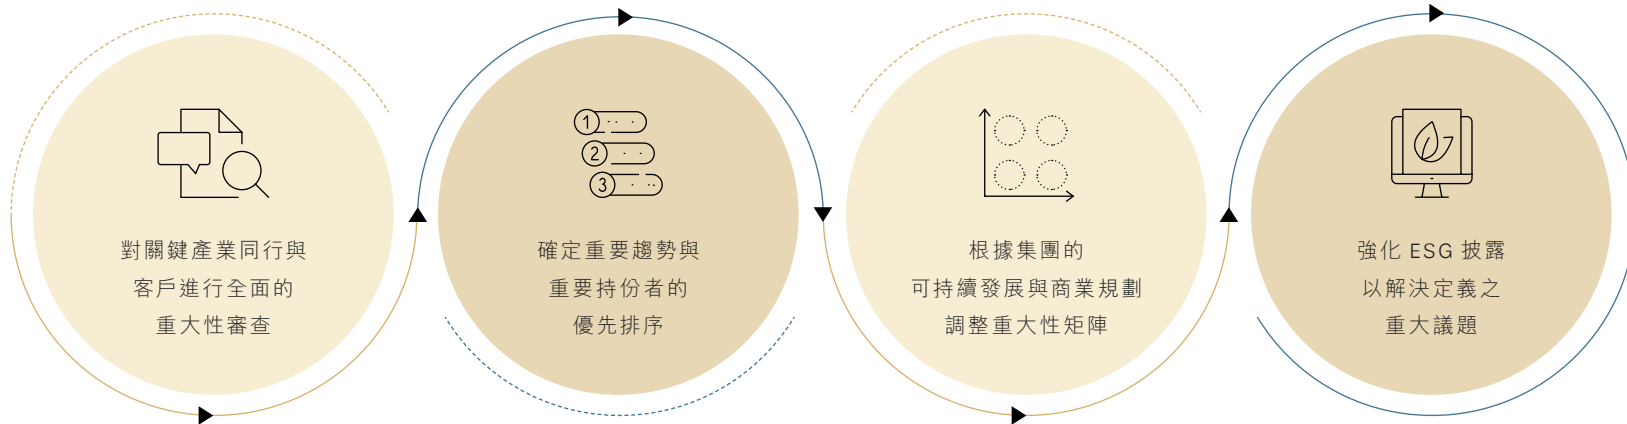 1
2
3
對關鍵產業同行與
客戶進行全面的
重大性審查
確定重要趨勢與
重要持份者的
優先排序
根據集團的
可持續發展與商業規劃
調整重大性矩陣
強化 ESG 披露
以解決定義之
重大議題